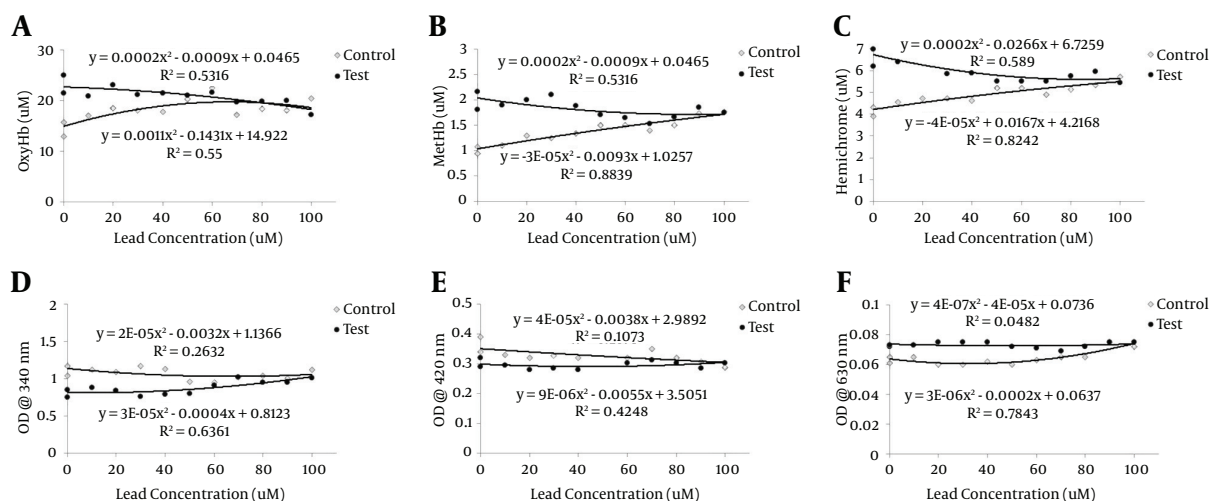 A
30
20
10
0
OxyHb (uM)
y = 0.0002x² - 0.0009x + 0.0465
R² = 0.5316
0.0011x² - 0.1431x + 14.922
R² = 0.55
0 20 40 60 80 100
Lead Concentration (uM)
Control
Test
B
3
2.5
2
1.5
1
0.5
0
MetHb (uM)
y = 0.0002x² - 0.0009x + 0.0465
R² = 0.5316
y = -3E-05x² - 0.0093x + 1.0257
R² = 0.8839
0 20 40 60 80 100
Lead Concentration (uM)
Control
Test
C
7
6
5
4
3
2
1
0
Hemichrome (uM)
y = 0.0002x² - 0.0266x + 6.7259
R² = 0.589
y = -4E-05x² + 0.0167x + 4.2168
R² = 0.8242
0 20 40 60 80 100
Lead Concentration (uM)
Control
Test
D
2
1.5
1
0.5
0
OD @ 340 nm
y = 2E-05x² - 0.0032x + 1.1366
R² = 0.2632
y = 3E-05x² - 0.0004x + 0.8123
R² = 0.6361
0 20 40 60 80 100
Lead Concentration (uM)
Control
Test
E
0.5
0.4
0.3
0.2
0.1
0
OD @ 420 nm
y = 4E-05x² - 0.0038x + 2.9892
R² = 0.1073
y = 9E-06x² - 0.0055x + 3.5051
R² = 0.4248
0 20 40 60 80 100
Lead Concentration (uM)
Control
Test
F
0.1
0.08
0.06
0.04
0.02
0
OD @ 630 nm
y = 4E-07x² - 4E-05x + 0.0736
R² = 0.0482
y = 3E-06x² - 0.0002x + 0.0637
R² = 0.7843
0 20 40 60 80 100
Lead Concentration (uM)
Control
Test